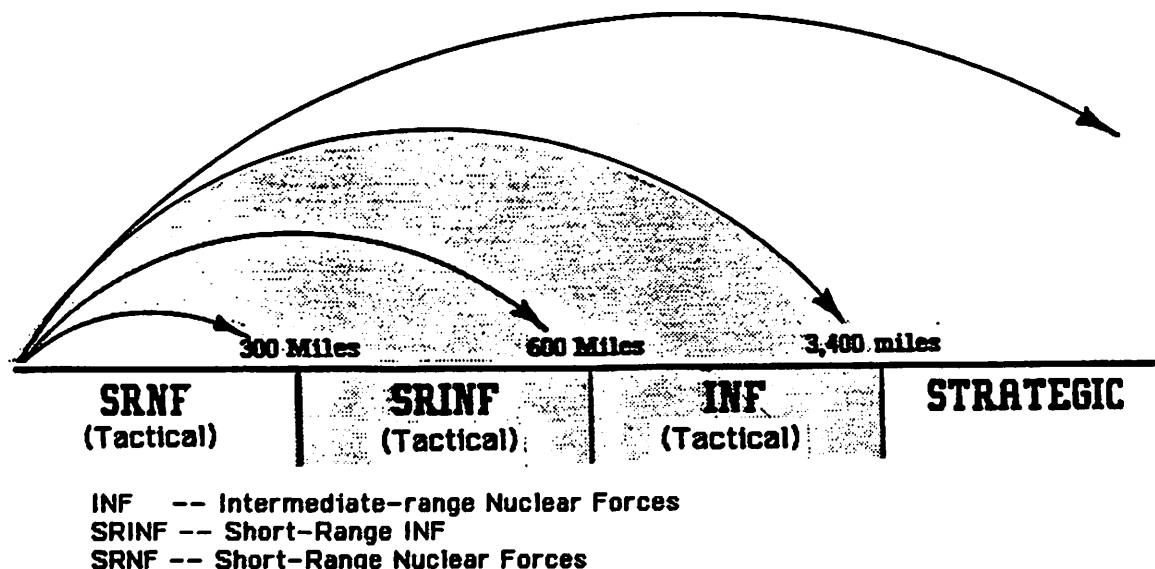 300 Miles 600 Miles 3,400 miles
SRNF SRINF INF STRATEGIC
(Tactical) (Tactical) (Tactical)
INF -- Intermediate-range Nuclear Forces
SRINF -- Short-Range INF
SRNF -- Short-Range Nuclear Forces